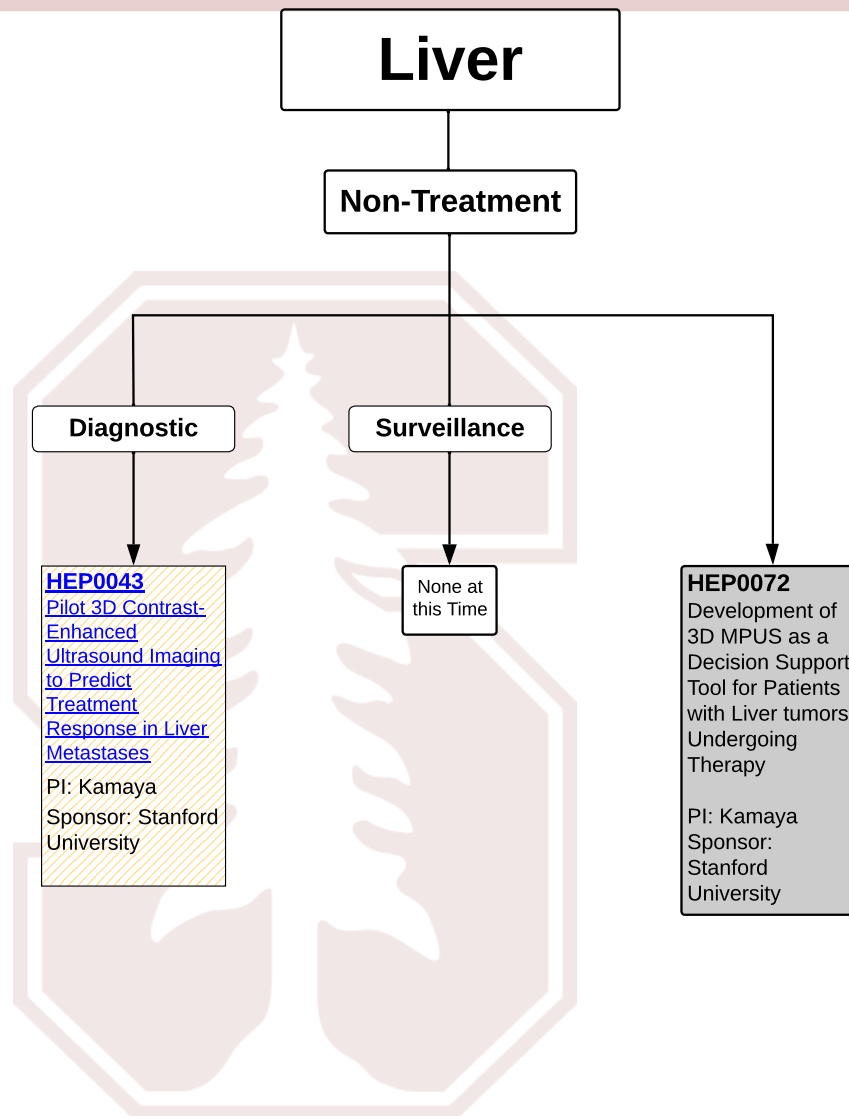 Liver
Non-Treatment
Diagnostic
Surveillance
HEP0043
Pilot 3D Contrast-
Enhanced
Ultrasound Imaging
to Predict
Treatment
Response in Liver
Metastases
PI: Kamaya
Sponsor: Stanford
University
None at
this Time
HEP0072
Development of
3D MPUS as a
Decision Support
Tool for Patients
with Liver tumors
Undergoing
Therapy
PI: Kamaya
Sponsor:
Stanford
University